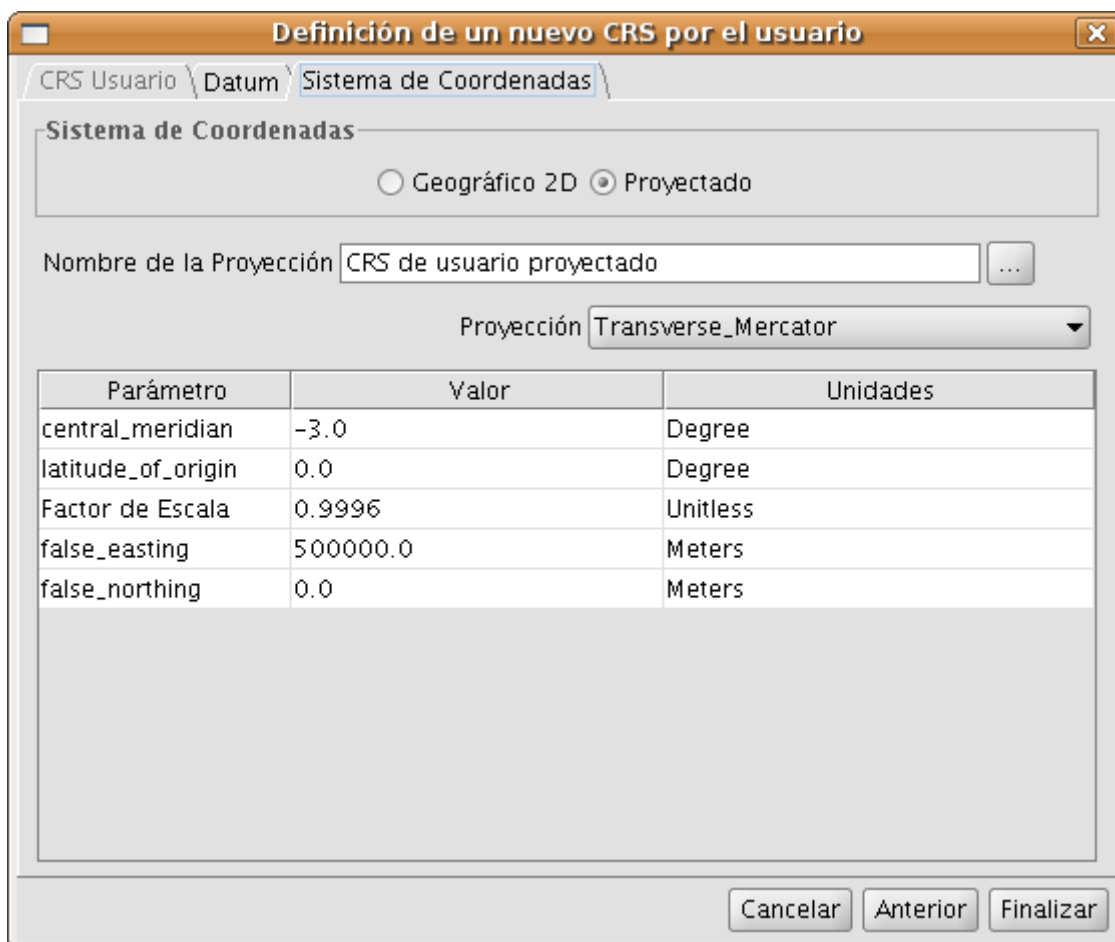 Definición de un nuevo CRS por el usuario
CRS Usuario Datum Sistema de Coordenadas
Sistema de Coordenadas
Geográfico 2D Proyectado
Nombre de la Proyección CRS de usuario proyectado ...
Proyección Transverse_Mercator
Parámetro Valor Unidades
central_meridian -3.0 Degree
latitude_of_origin 0.0 Degree
Factor de Escala 0.9996 Unitless
false_easting 500000.0 Meters
false_northing 0.0 Meters
Cancelar Anterior Finalizar